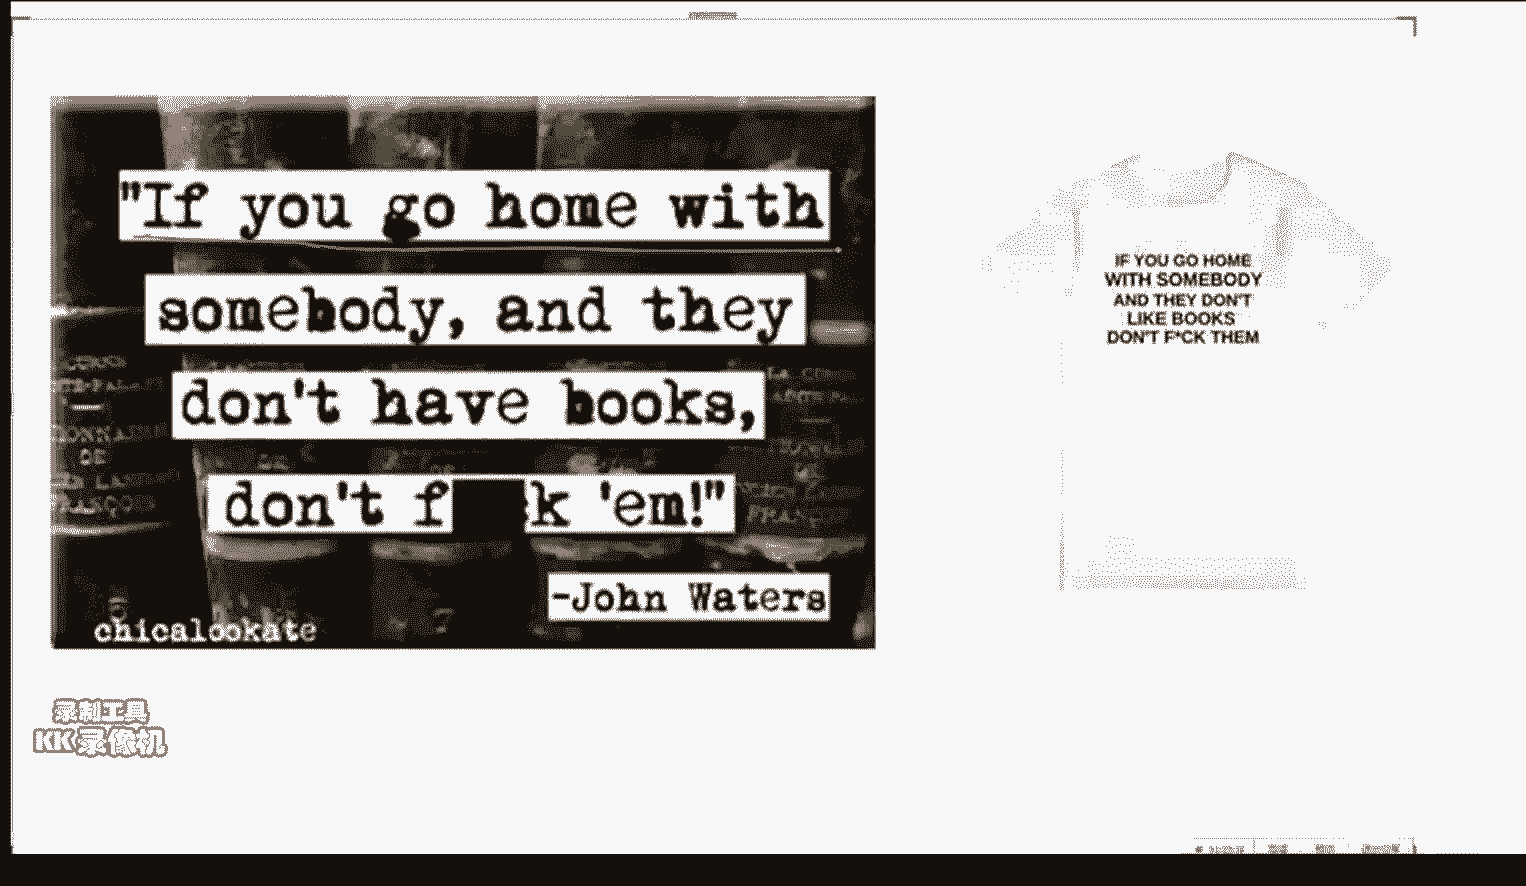 "If you go home with
somebody, and they
don't have books,
don't f k 'em!"
-John Waters
chicalookate
IF YOU GO HOME
WITH SOMEBODY
AND THEY DON'T
LIKE BOOKS
DON'T F*CK THEM
录制工具
KK录像机